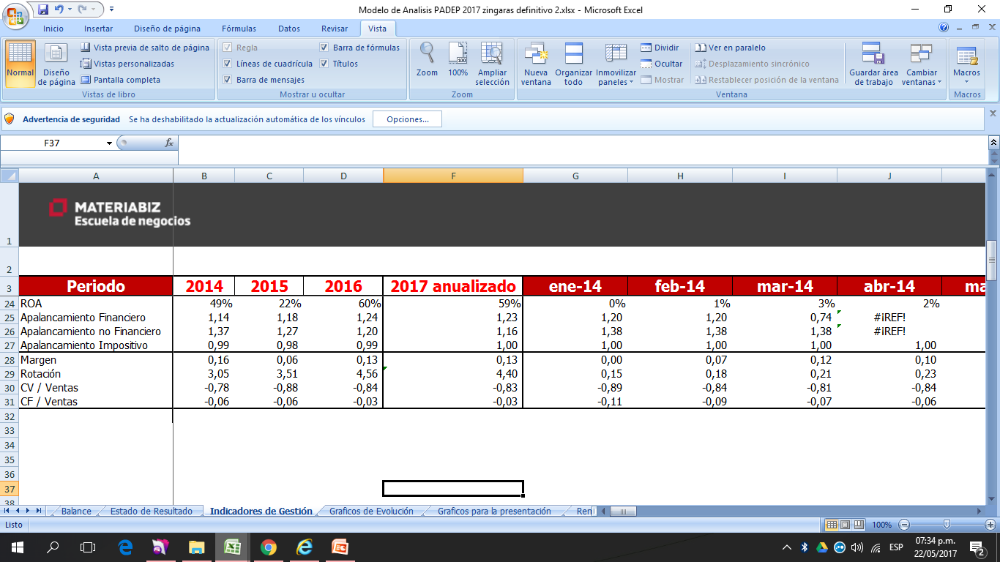 Modelo de Analisis PADEP 2017 zingaras definitivo 2.xlsx - Microsoft Excel
Inicio Insertar Diseño de página Fórmulas Datos Revisar Vista
Normal
Diseño de página
Vista previa de salto de página
Vistas personalizadas
Pantalla completa
Vistas de libro
Regla
Líneas de cuadrícula
Barra de mensajes
Barra de fórmulas
Títulos
Mostrar u ocultar
Zoom
100%
Ampliar selección
Zoom
Nueva ventana
Organizar todo
Inmovilizar paneles
Dividir
Ocultar
Mostrar
Ver en paralelo
Desplazamiento sincrónico
Restablecer posición de la ventana
Guardar área de trabajo
Cambiar ventanas
Ventana
Macros
Macros
Advertencia de seguridad Se ha deshabilitado la actualización automática de los vínculos Opciones...
F37 fx
A B C D F G H I J
1
MATERIABIZ
Escuela de negocios
2
3 Periodo 2014 2015 2016 2017 anualizado ene-14 feb-14 mar-14 abr-14 ma
24 ROA 49% 22% 60% 59% 0% 1% 3% 2%
25 Apalancamiento Financiero 1,14 1,18 1,24 1,23 1,20 1,20 0,74 #¡REF!
26 Apalancamiento no Financiero 1,37 1,27 1,20 1,16 1,38 1,38 1,38 #¡REF!
27 Apalancamiento Impositivo 0,99 0,98 0,99 1,00 1,00 1,00 1,00 1,00
28 Margen 0,16 0,06 0,13 0,13 0,00 0,07 0,12 0,10
29 Rotación 3,05 3,51 4,56 4,40 0,15 0,18 0,21 0,23
30 CV / Ventas -0,78 -0,88 -0,84 -0,83 -0,89 -0,84 -0,81 -0,84
31 CF / Ventas -0,06 -0,06 -0,03 -0,03 -0,11 -0,09 -0,07 -0,06
32
33
34
35
36
37
38
Balance Estado de Resultado Indicadores de Gestión Graficos de Evolución Graficos para la presentación Ren
Listo 100%
ESP
07:34 p.m.
22/05/2017
2